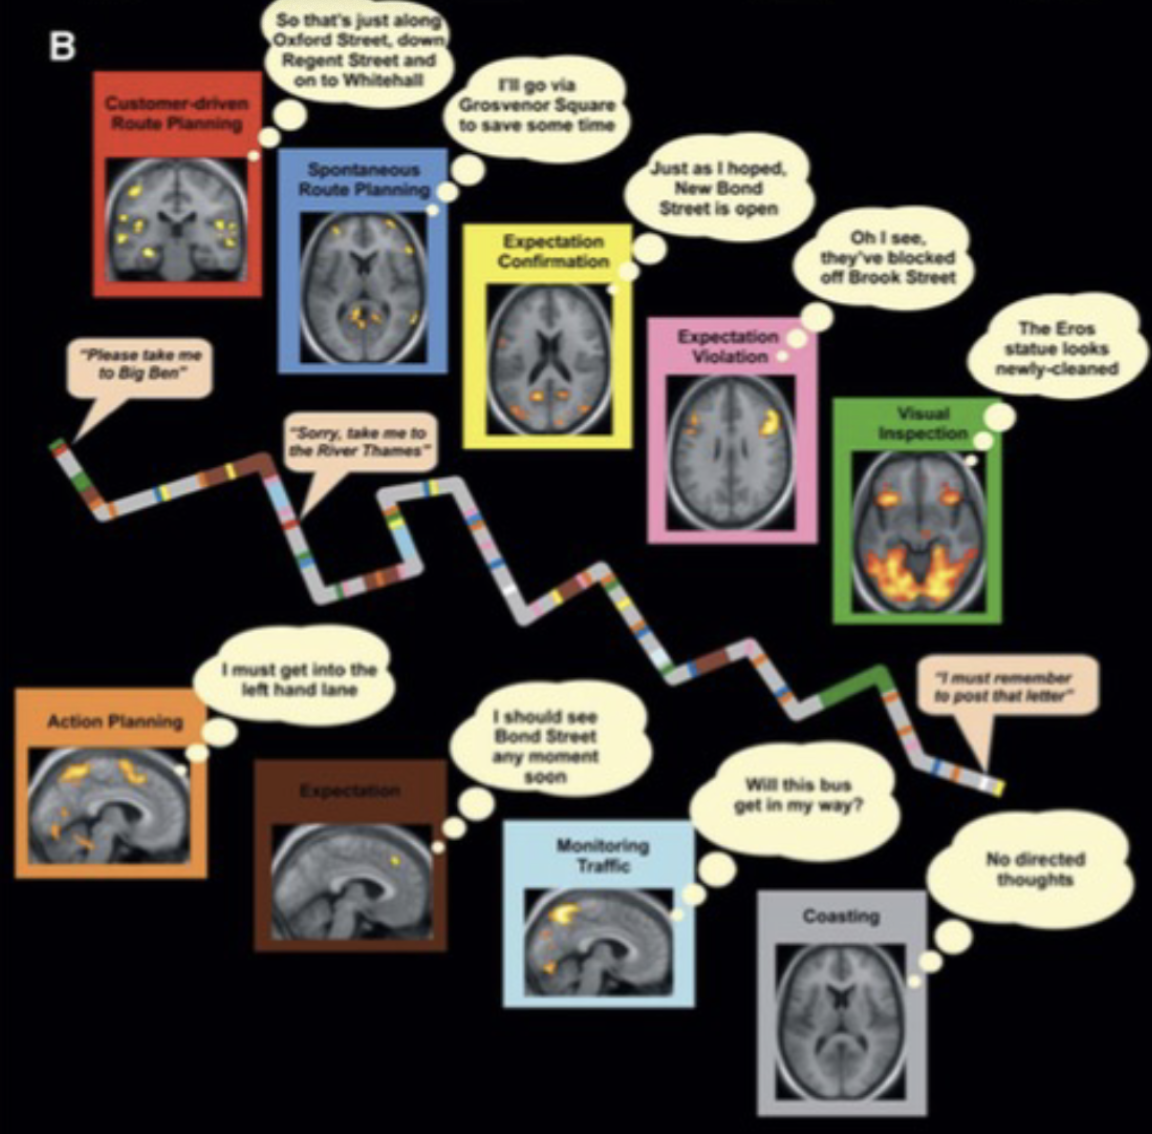 B
So that's just along
Oxford Street, down
Regent Street and
on to Whitehall
Customer-driven
Route Planning
I'll go via
Grosvenor Square
to save some time
Spontaneous
Route Planning
Just as I hoped,
New Bond
Street is open
Expectation
Confirmation
Oh I see,
they've blocked
off Brook Street
Expectation
Violation
The Eros
statue looks
newly-cleaned
Visual
Inspection
"Please take me
to Big Ben"
"Sorry, take me to
the River Thames"
I must get into the
left hand lane
Action Planning
I should see
Bond Street
any moment
soon
Expectation
"I must remember
to post that letter"
Will this bus
get in my way?
Monitoring
Traffic
No directed
thoughts
Coasting